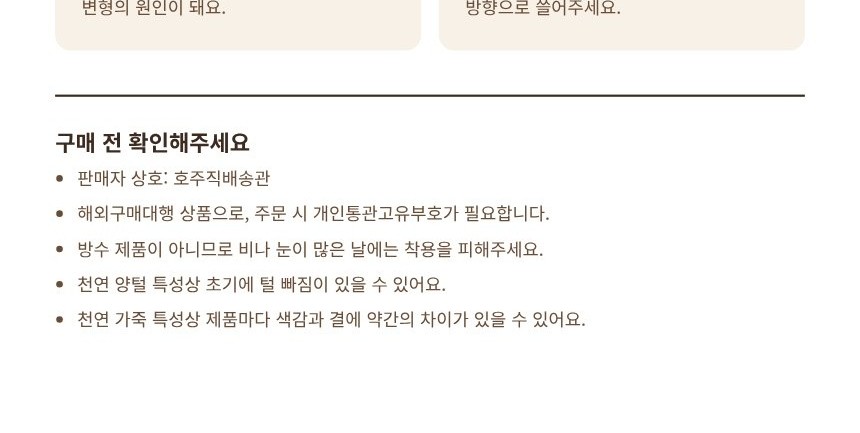 변형의 원인이 돼요.
방향으로 쓸어주세요.
구매 전 확인해주세요
• 판매자 상호: 호주직배송관
• 해외구매대행 상품으로, 주문 시 개인통관고유부호가 필요합니다.
• 방수 제품이 아니므로 비나 눈이 많은 날에는 착용을 피해주세요.
• 천연 양털 특성상 초기에 털 빠짐이 있을 수 있어요.
• 천연 가죽 특성상 제품마다 색감과 결에 약간의 차이가 있을 수 있어요.